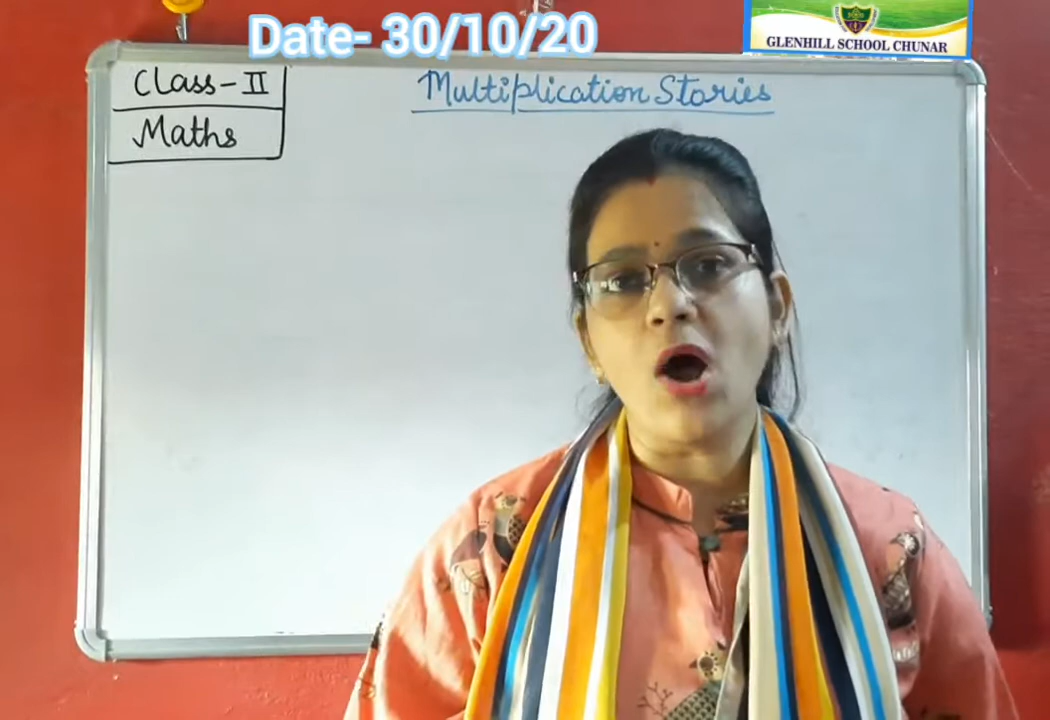 Date- 30/10/20
GLENHILL SCHOOL CHUNAR
Class-II
Multiplication Stories
Maths